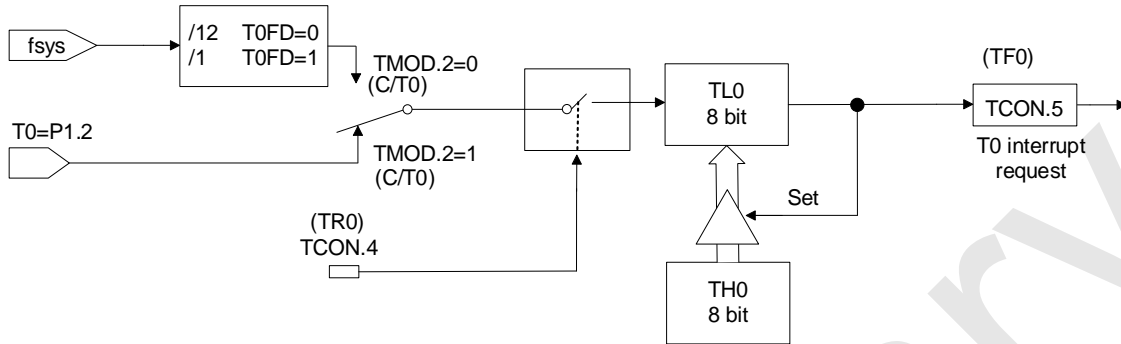 fsys
/12 T0FD=0
/1 T0FD=1
TMOD.2=0
(C/T0)
T0=P1.2
TMOD.2=1
(C/T0)
(TR0)
TCON.4
TL0
8 bit
Set
TH0
8 bit
(TF0)
TCON.5
T0 interrupt
request